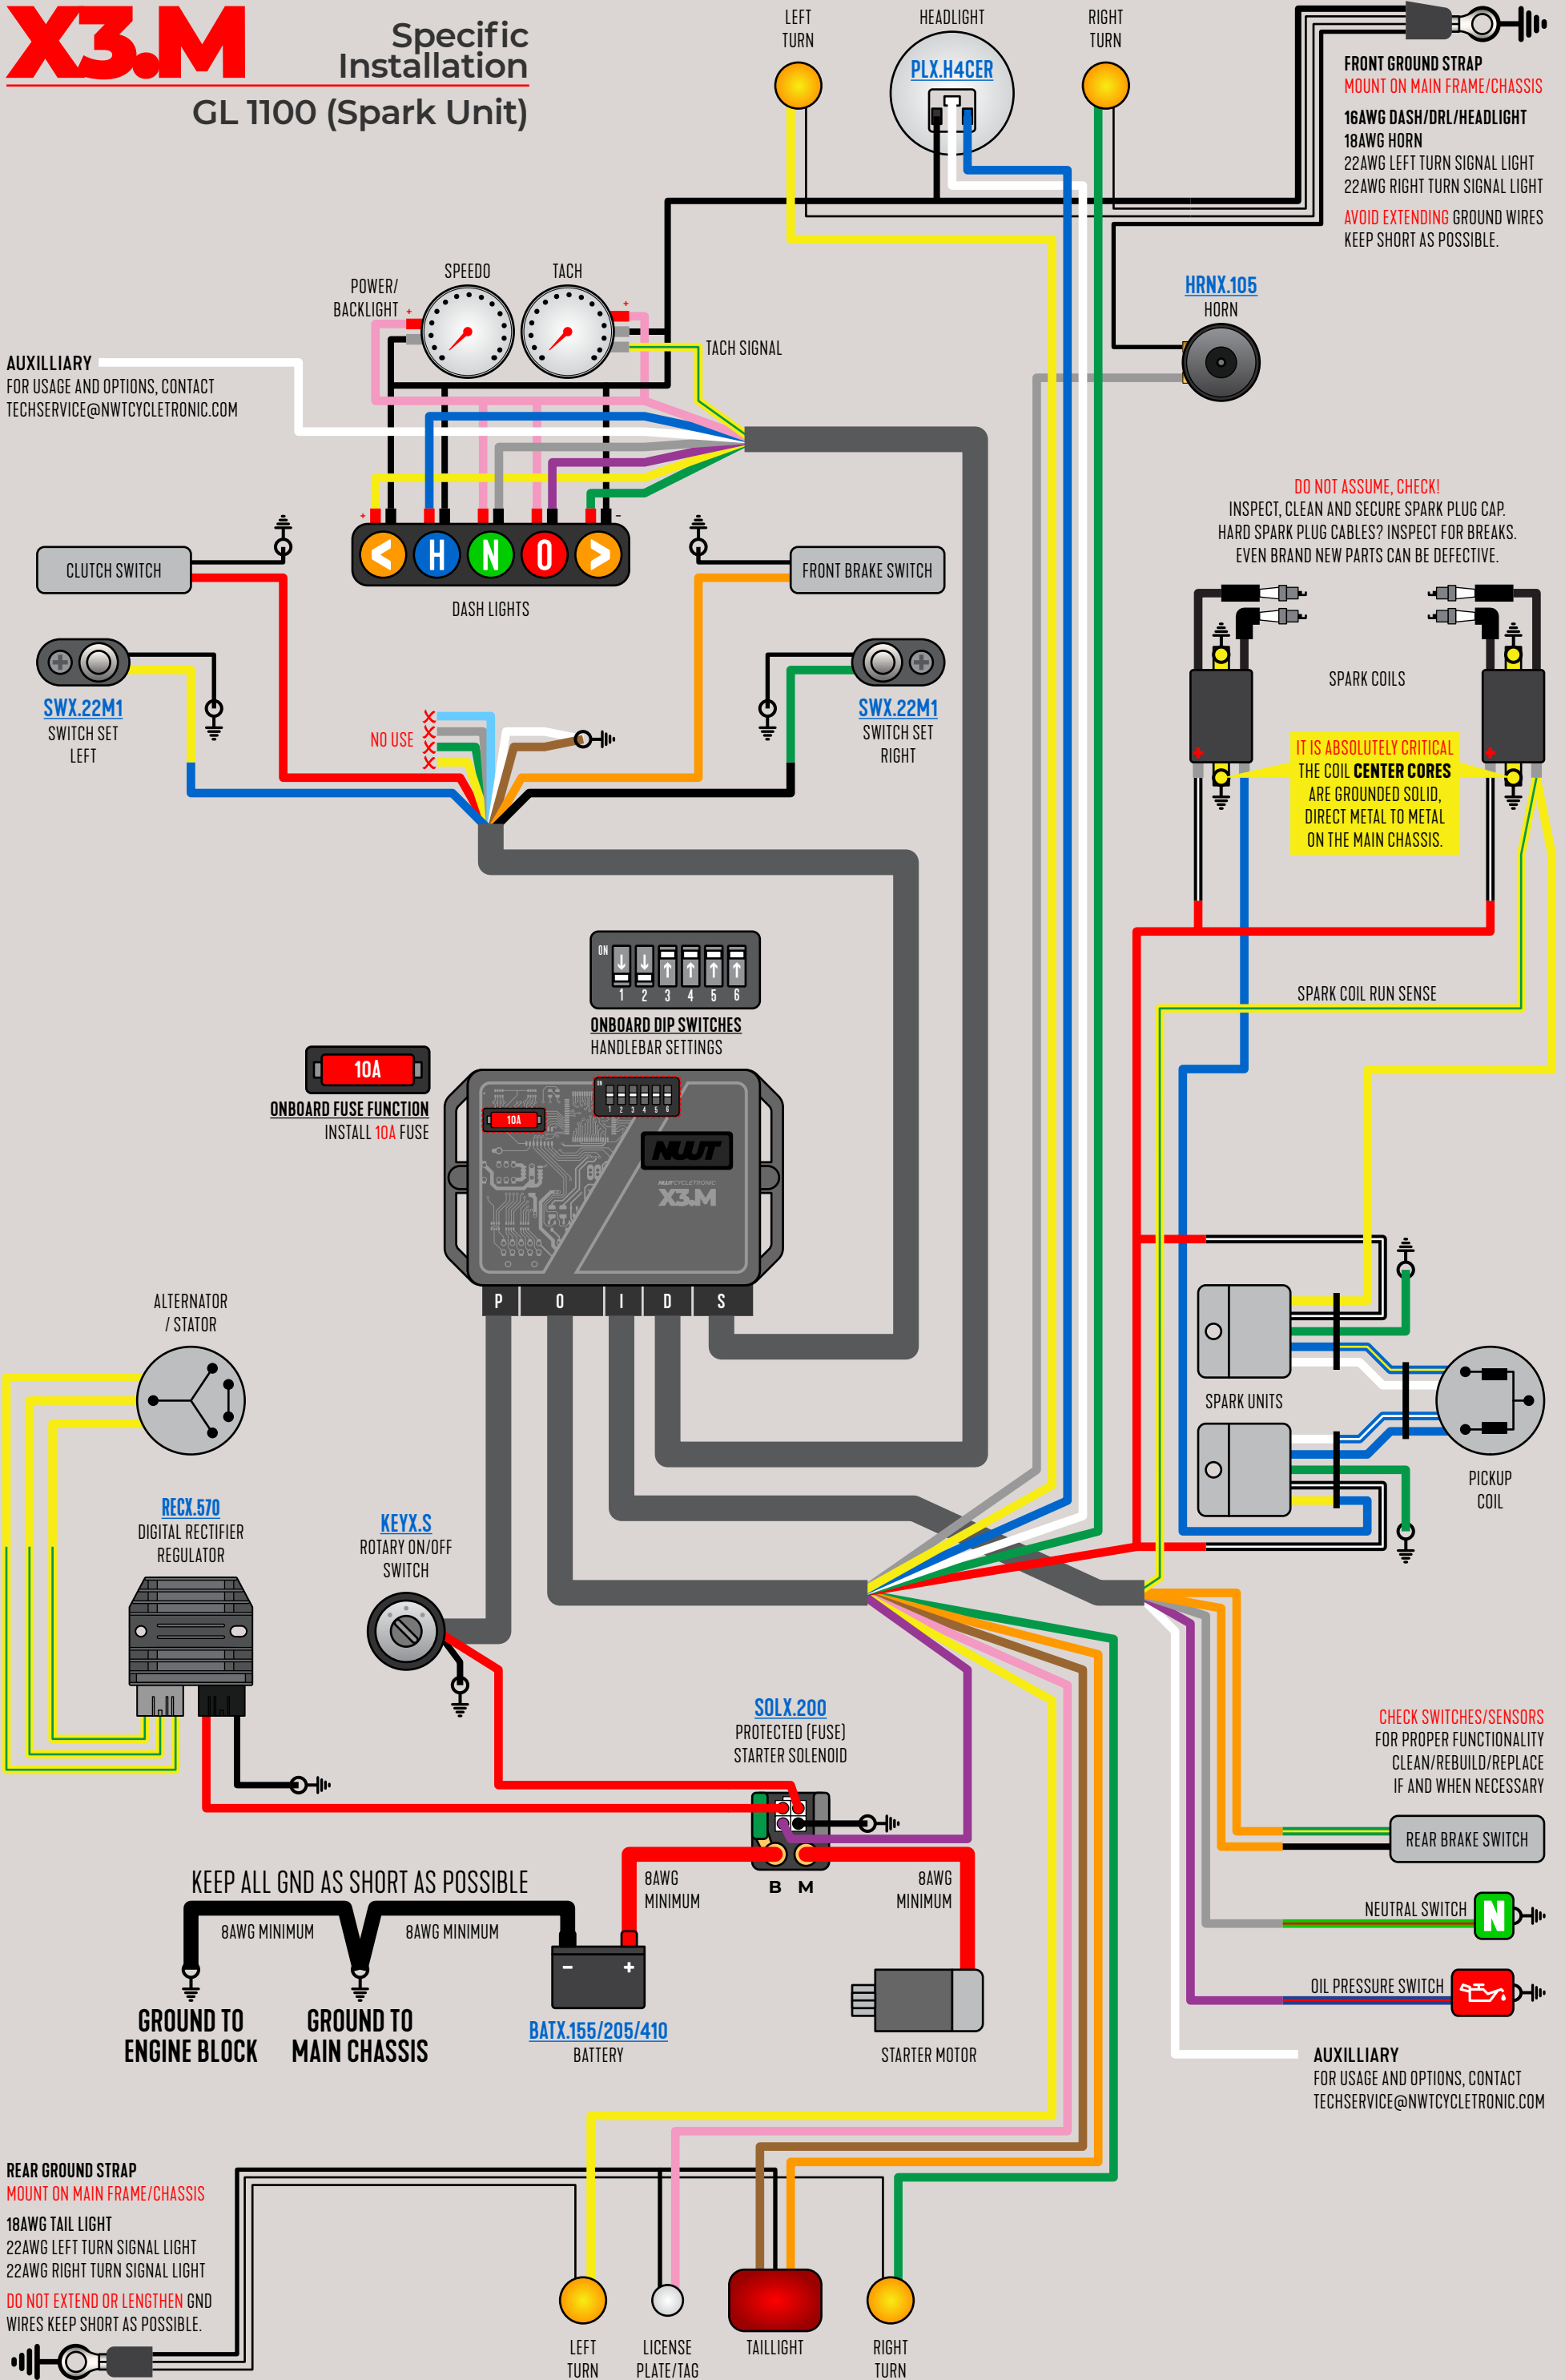 X3.M
Specific
Installation
GL 1100 (Spark Unit)
LEFT
TURN
HEADLIGHT
PLX.H4CER
RIGHT
TURN
FRONT GROUND STRAP
MOUNT ON MAIN FRAME/CHASSIS
16AWG DASH/DRL/HEADLIGHT
18AWG HORN
22AWG LEFT TURN SIGNAL LIGHT
22AWG RIGHT TURN SIGNAL LIGHT
AVOID EXTENDING GROUND WIRES
KEEP SHORT AS POSSIBLE.
POWER/
BACKLIGHT
SPEEDO
TACH
+
+
TACH SIGNAL
HRNX.105
HORN
AUXILLIARY
FOR USAGE AND OPTIONS, CONTACT
TECHSERVICE@NWTCYCLETRONIC.COM
+
−
< H N O >
DASH LIGHTS
CLUTCH SWITCH
FRONT BRAKE SWITCH
SWX.22M1
SWITCH SET
LEFT
SWX.22M1
SWITCH SET
RIGHT
NO USE
X
X
X
X
DO NOT ASSUME, CHECK!
INSPECT, CLEAN AND SECURE SPARK PLUG CAP.
HARD SPARK PLUG CABLES? INSPECT FOR BREAKS.
EVEN BRAND NEW PARTS CAN BE DEFECTIVE.
SPARK COILS
+
+
IT IS ABSOLUTELY CRITICAL
THE COIL CENTER CORES
ARE GROUNDED SOLID,
DIRECT METAL TO METAL
ON THE MAIN CHASSIS.
SPARK COIL RUN SENSE
ON
1 2 3 4 5 6
ONBOARD DIP SWITCHES
HANDLEBAR SETTINGS
10A
ONBOARD FUSE FUNCTION
INSTALL 10A FUSE
10A
ON
1 2 3 4 5 6
NWT
NWTCYCLETRONIC
X3.M
P O I D S
ALTERNATOR
/ STATOR
SPARK UNITS
PICKUP
COIL
RECX.570
DIGITAL RECTIFIER
REGULATOR
KEYX.S
ROTARY ON/OFF
SWITCH
SOLX.200
PROTECTED (FUSE)
STARTER SOLENOID
B M
8AWG
MINIMUM
8AWG
MINIMUM
KEEP ALL GND AS SHORT AS POSSIBLE
8AWG MINIMUM
8AWG MINIMUM
GROUND TO
ENGINE BLOCK
GROUND TO
MAIN CHASSIS
− +
BATX.155/205/410
BATTERY
STARTER MOTOR
CHECK SWITCHES/SENSORS
FOR PROPER FUNCTIONALITY
CLEAN/REBUILD/REPLACE
IF AND WHEN NECESSARY
REAR BRAKE SWITCH
NEUTRAL SWITCH
N
OIL PRESSURE SWITCH
AUXILLIARY
FOR USAGE AND OPTIONS, CONTACT
TECHSERVICE@NWTCYCLETRONIC.COM
REAR GROUND STRAP
MOUNT ON MAIN FRAME/CHASSIS
18AWG TAIL LIGHT
22AWG LEFT TURN SIGNAL LIGHT
22AWG RIGHT TURN SIGNAL LIGHT
DO NOT EXTEND OR LENGTHEN GND
WIRES KEEP SHORT AS POSSIBLE.
LEFT
TURN
LICENSE
PLATE/TAG
TAILLIGHT
RIGHT
TURN